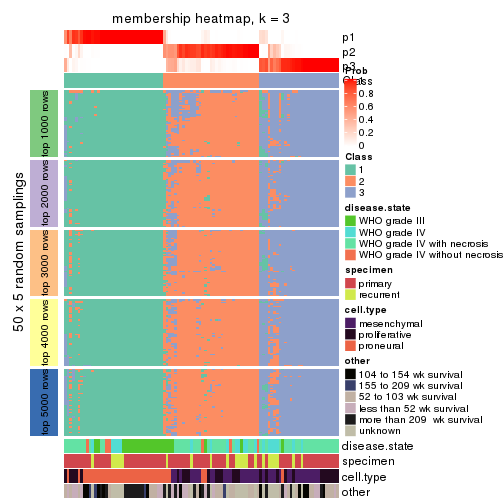 membership heatmap, k = 3
p1
p2
p3
Prob
0.8
0.6
0.4
0.2
0
Class
Class
1
2
3
disease.state
WHO grade III
WHO grade IV
WHO grade IV with necrosis
WHO grade IV without necrosis
specimen
primary
recurrent
cell.type
mesenchymal
proliferative
proneural
other
104 to 154 wk survival
155 to 209 wk survival
52 to 103 wk survival
less than 52 wk survival
more than 209 wk survival
unknown
50 x 5 random samplings
top 1000 rows
top 2000 rows
top 3000 rows
top 4000 rows
top 5000 rows
disease.state
specimen
cell.type
other